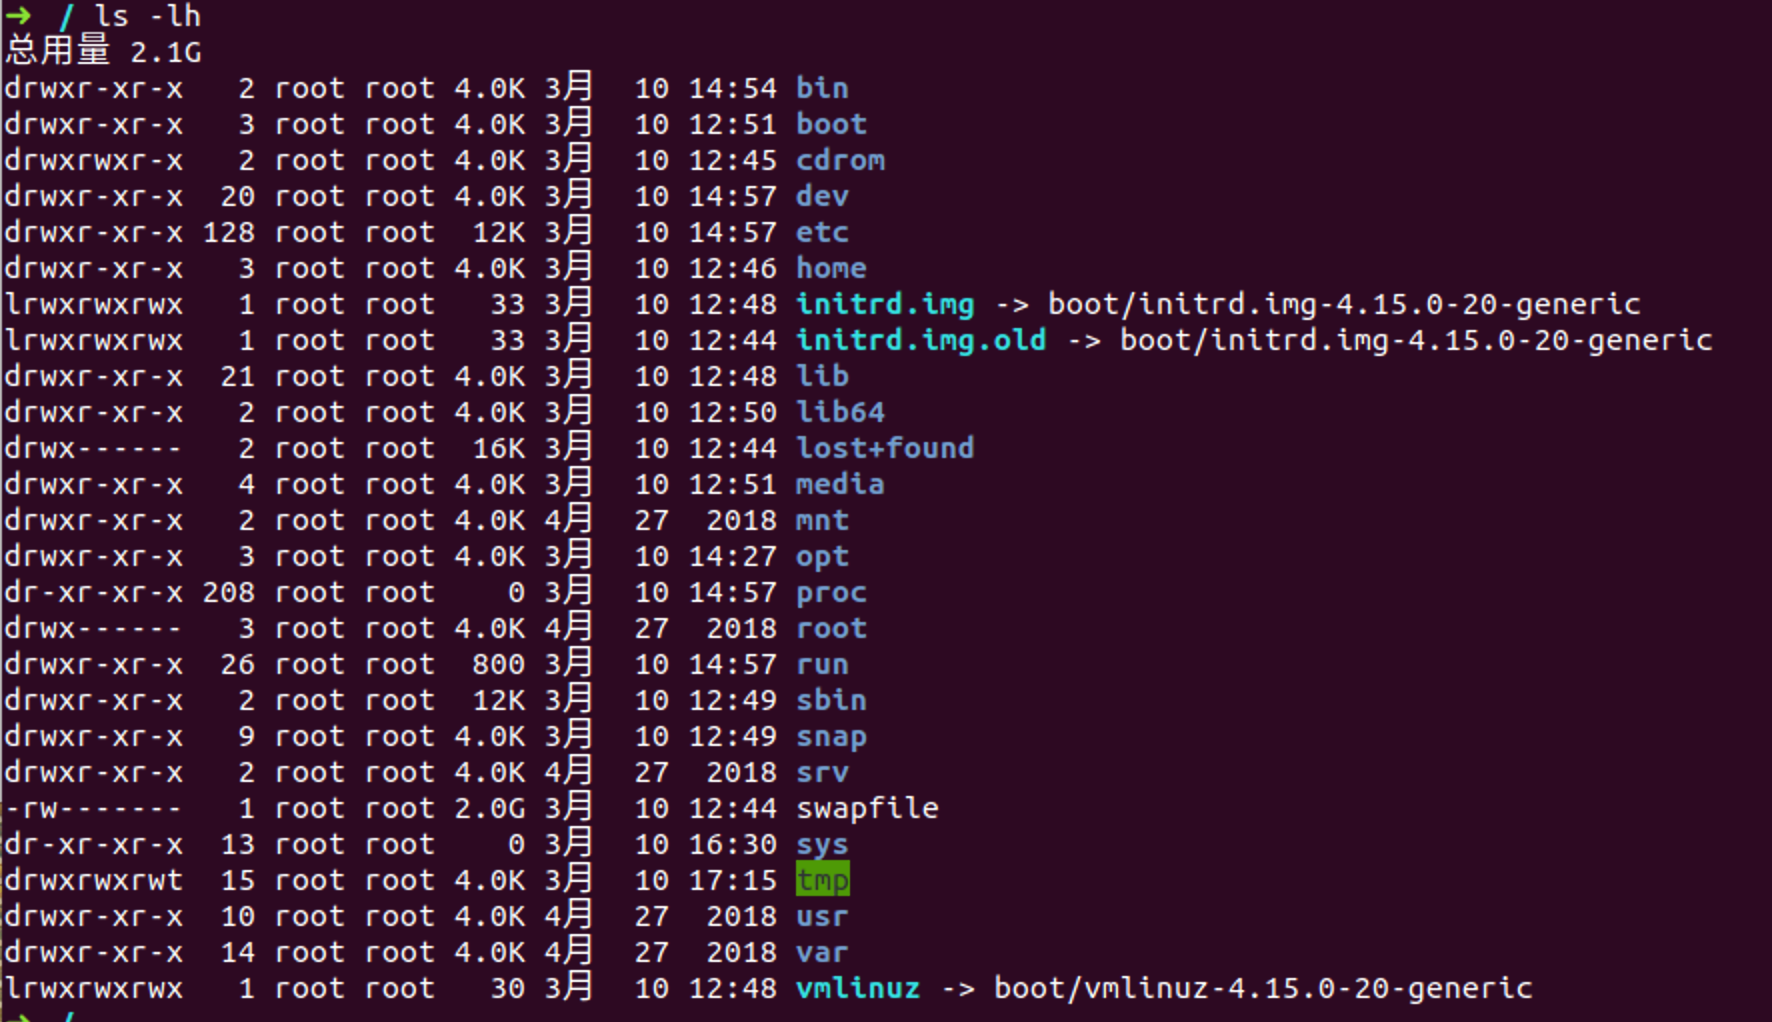 ➜  / ls -lh
总用量 2.1G
drwxr-xr-x   2 root root 4.0K 3月  10 14:54 bin
drwxr-xr-x   3 root root 4.0K 3月  10 12:51 boot
drwxrwxr-x   2 root root 4.0K 3月  10 12:45 cdrom
drwxr-xr-x  20 root root 4.0K 3月  10 14:57 dev
drwxr-xr-x 128 root root  12K 3月  10 14:57 etc
drwxr-xr-x   3 root root 4.0K 3月  10 12:46 home
lrwxrwxrwx   1 root root   33 3月  10 12:48 initrd.img -> boot/initrd.img-4.15.0-20-generic
lrwxrwxrwx   1 root root   33 3月  10 12:44 initrd.img.old -> boot/initrd.img-4.15.0-20-generic
drwxr-xr-x  21 root root 4.0K 3月  10 12:48 lib
drwxr-xr-x   2 root root 4.0K 3月  10 12:50 lib64
drwx------   2 root root  16K 3月  10 12:44 lost+found
drwxr-xr-x   4 root root 4.0K 3月  10 12:51 media
drwxr-xr-x   2 root root 4.0K 4月  27  2018 mnt
drwxr-xr-x   3 root root 4.0K 3月  10 14:27 opt
dr-xr-xr-x 208 root root    0 3月  10 14:57 proc
drwx------   3 root root 4.0K 4月  27  2018 root
drwxr-xr-x  26 root root  800 3月  10 14:57 run
drwxr-xr-x   2 root root  12K 3月  10 12:49 sbin
drwxr-xr-x   9 root root 4.0K 3月  10 12:49 snap
drwxr-xr-x   2 root root 4.0K 4月  27  2018 srv
-rw-------   1 root root 2.0G 3月  10 12:44 swapfile
dr-xr-xr-x  13 root root    0 3月  10 16:30 sys
drwxrwxrwt  15 root root 4.0K 3月  10 17:15 tmp
drwxr-xr-x  10 root root 4.0K 4月  27  2018 usr
drwxr-xr-x  14 root root 4.0K 4月  27  2018 var
lrwxrwxrwx   1 root root   30 3月  10 12:48 vmlinuz -> boot/vmlinuz-4.15.0-20-generic
➜  /